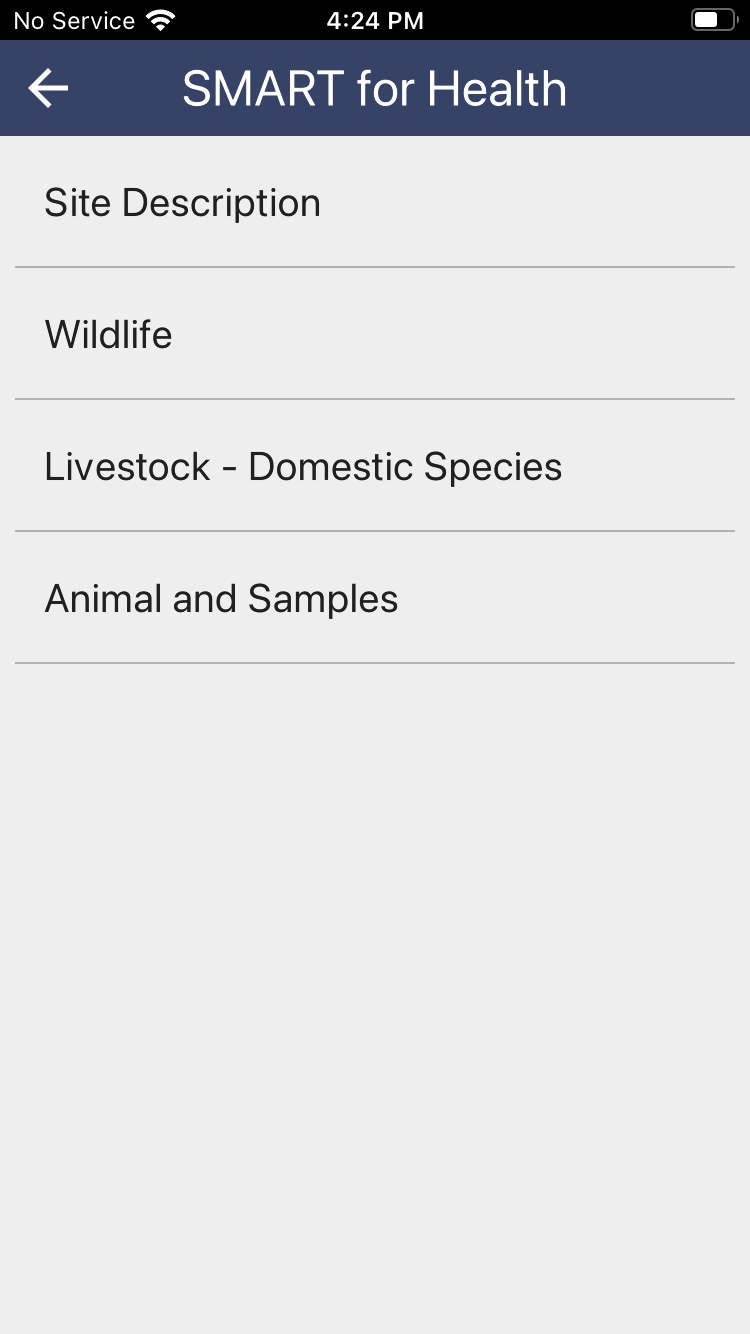 No Service 4:24 PM
SMART for Health
Site Description
Wildlife
Livestock - Domestic Species
Animal and Samples